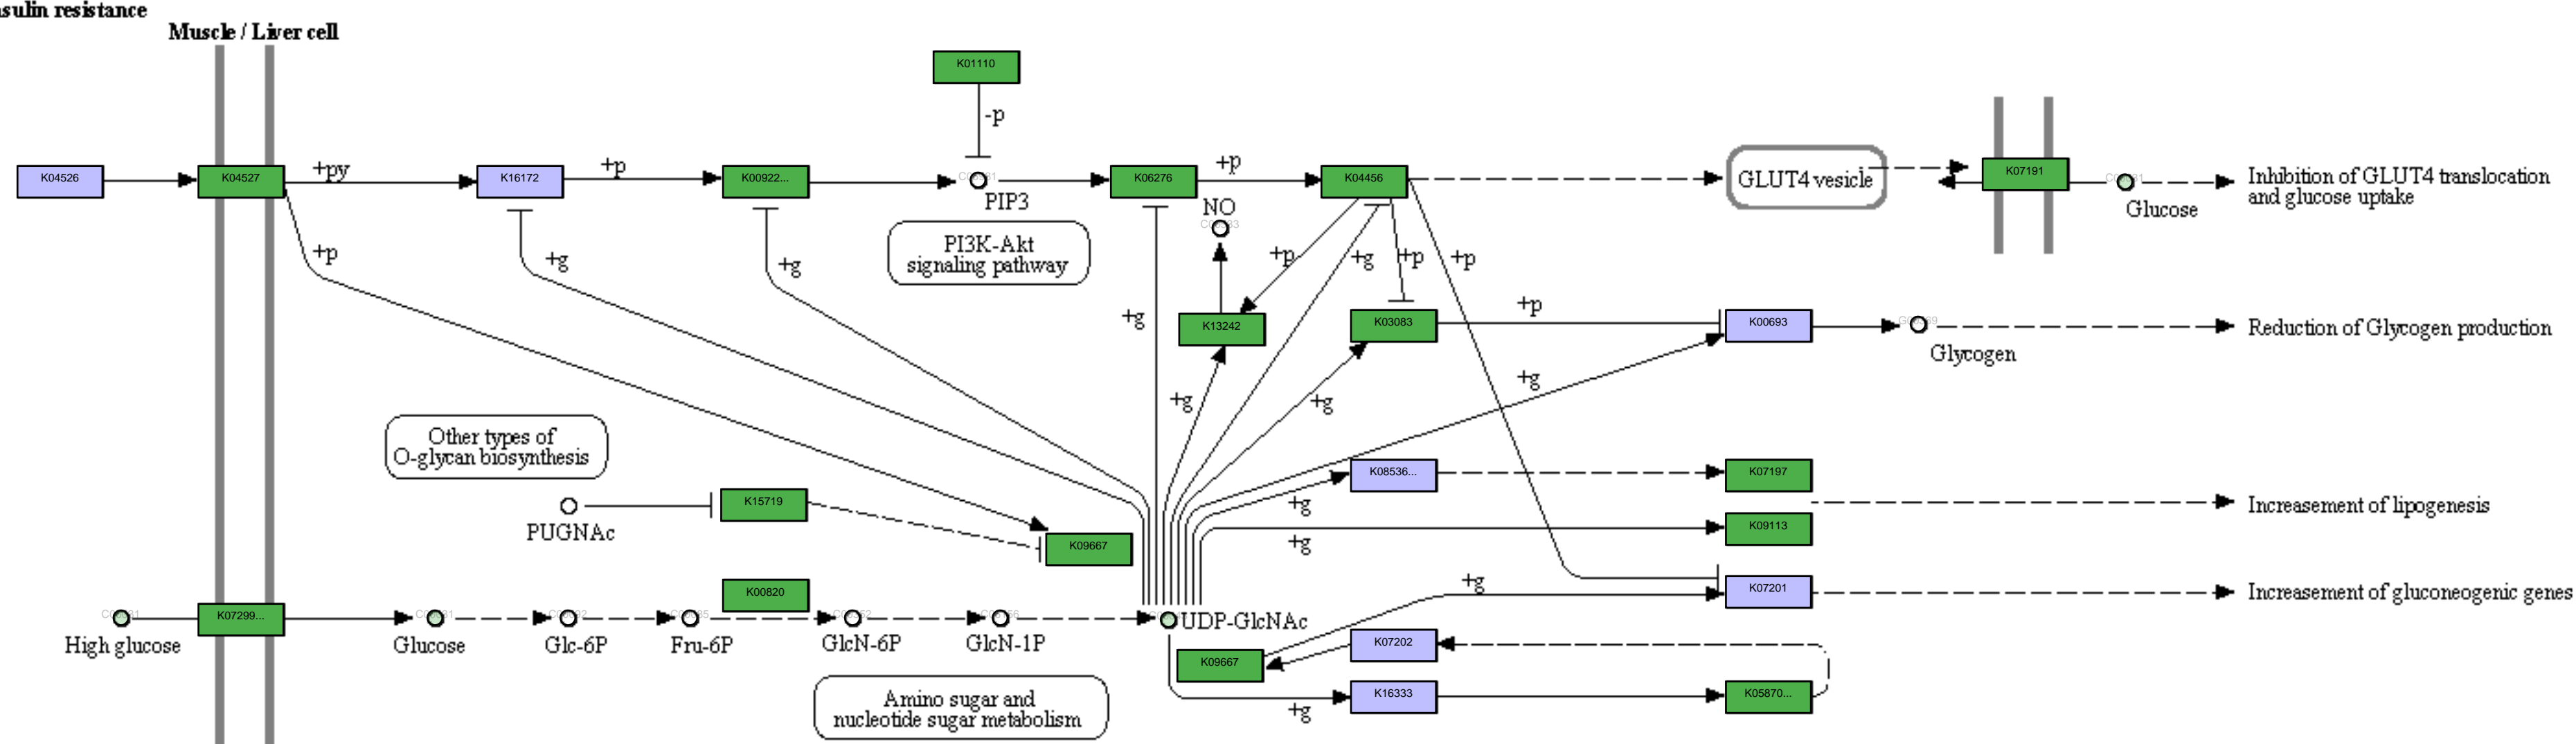 sulin resistance
Muscle / Liver cell
K01110
-p
K04526
K04527
+py
K16172
+p
K00922...
PIP3
K06276
+p
K04456
GLUT4 vesicle
K07191
Glucose
Inhibition of GLUT4 translocation
and glucose uptake
NO
PI3K-Akt
signaling pathway
+p
+g
+g
+p
+g
+p
+p
+g
K13242
K03083
+p
K00693
Glycogen
Reduction of Glycogen production
+g
+g
+g
Other types of
O-glycan biosynthesis
K08536...
K07197
+g
PUGNAc
K15719
Increasement of lipogenesis
K09667
K09113
+g
High glucose
K07299...
Glucose
Glc-6P
Fru-6P
K00820
GlcN-6P
GlcN-1P
UDP-GlcNAc
+g
K07201
Increasement of gluconeogenic genes
K09667
K07202
Amino sugar and
nucleotide sugar metabolism
+g
K16333
K05870...